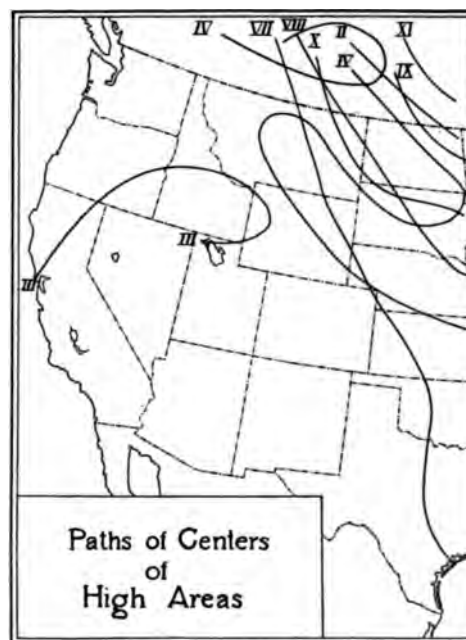 IV VII VIII II XI
X IV IX
III
III
Paths of Centers
of
High Areas